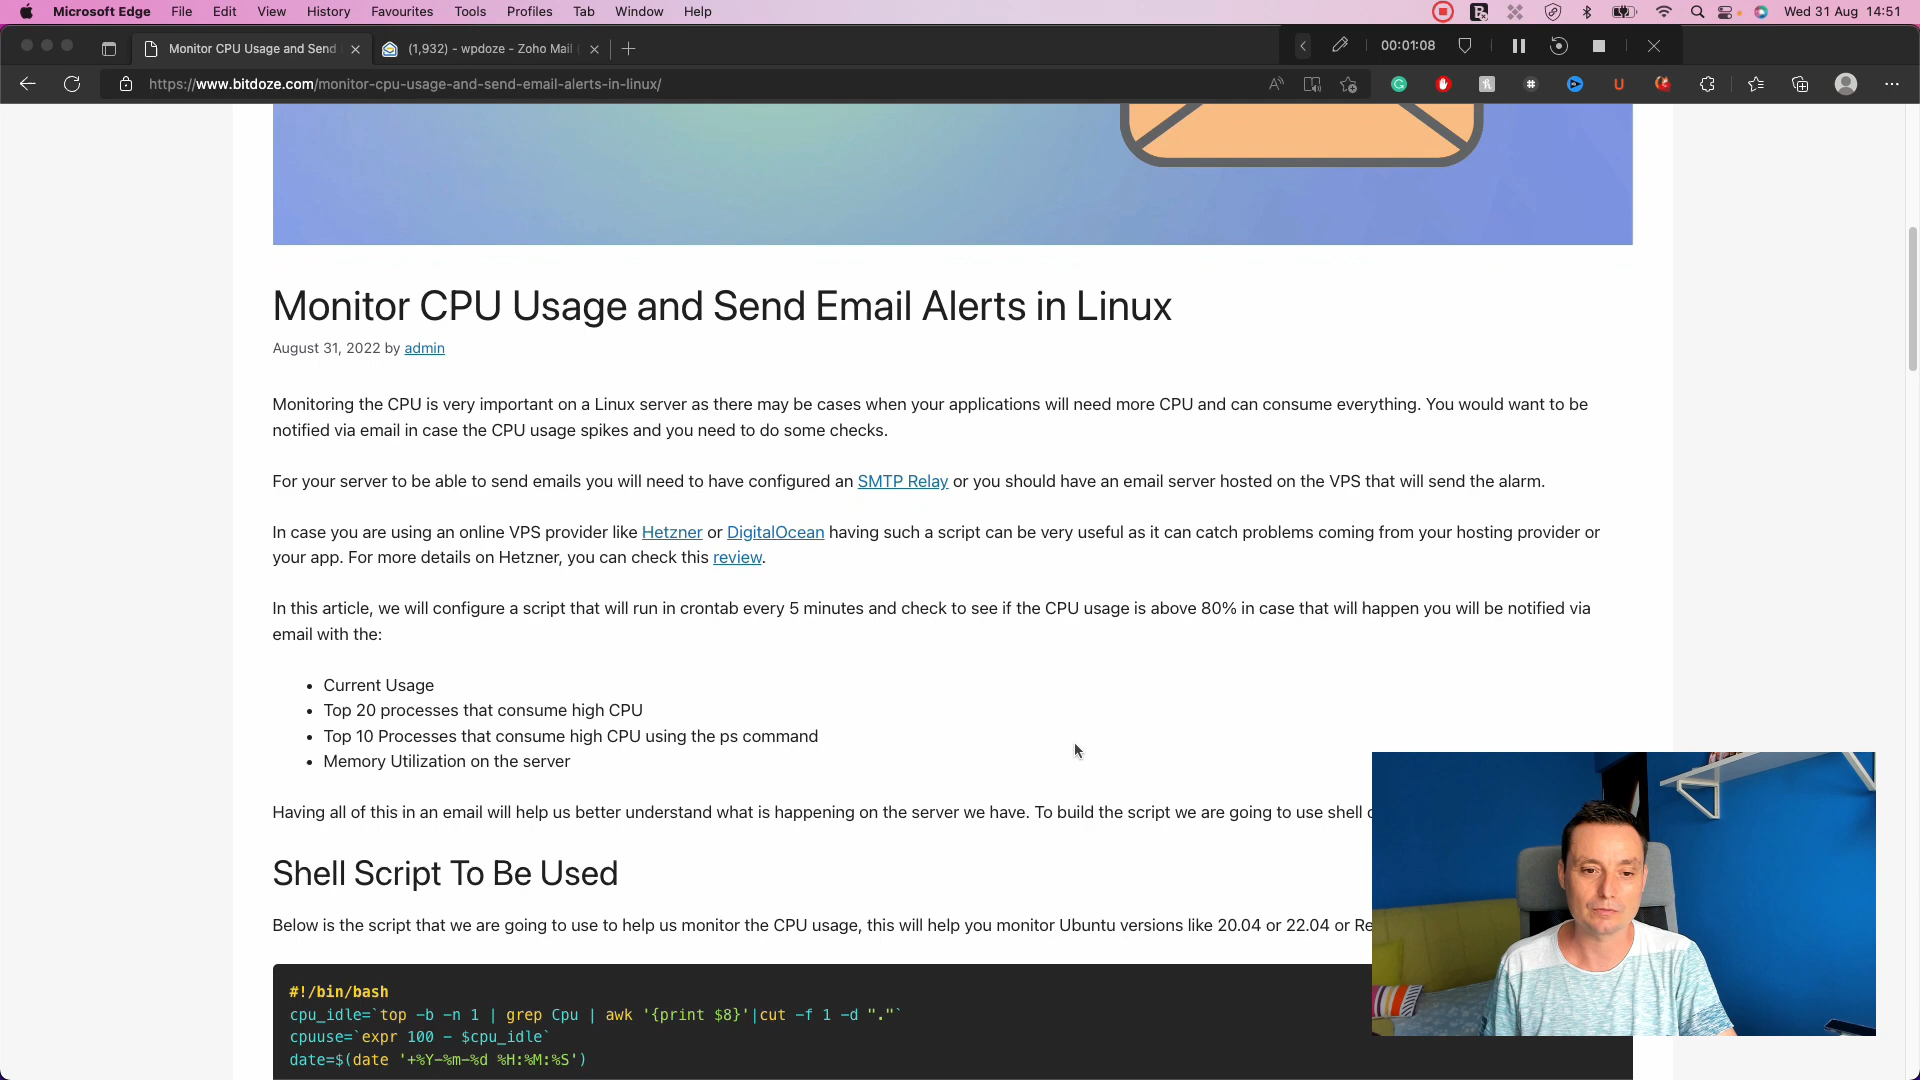 Microsoft Edge File Edit View History Favourites Tools Profiles Tab Window Help Wed 31 Aug 14:51
Monitor CPU Usage and Send (1,932) - wpdoze - Zoho Mail 00:01:08
https://www.bitdoze.com/monitor-cpu-usage-and-send-email-alerts-in-linux/
Monitor CPU Usage and Send Email Alerts in Linux
August 31, 2022 by admin
Monitoring the CPU is very important on a Linux server as there may be cases when your applications will need more CPU and can consume everything. You would want to be
notified via email in case the CPU usage spikes and you need to do some checks.
For your server to be able to send emails you will need to have configured an SMTP Relay or you should have an email server hosted on the VPS that will send the alarm.
In case you are using an online VPS provider like Hetzner or DigitalOcean having such a script can be very useful as it can catch problems coming from your hosting provider or
your app. For more details on Hetzner, you can check this review.
In this article, we will configure a script that will run in crontab every 5 minutes and check to see if the CPU usage is above 80% in case that will happen you will be notified via
email with the:
• Current Usage
• Top 20 processes that consume high CPU
• Top 10 Processes that consume high CPU using the ps command
• Memory Utilization on the server
Having all of this in an email will help us better understand what is happening on the server we have. To build the script we are going to use shell
Shell Script To Be Used
Below is the script that we are going to use to help us monitor the CPU usage, this will help you monitor Ubuntu versions like 20.04 or 22.04 or Re
#!/bin/bash
cpu_idle=`top -b -n 1 | grep Cpu | awk '{print $8}'|cut -f 1 -d "."`
cpuuse=`expr 100 - $cpu_idle`
date=$(date '+%Y-%m-%d %H:%M:%S')